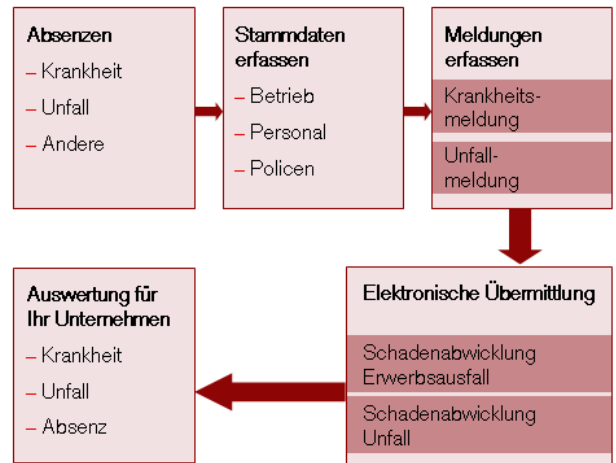 Absenzen
– Krankheit
– Unfall
– Andere
Stammdaten
erfassen
– Betrieb
– Personal
– Policen
Meldungen
erfassen
Krankheits-
meldung
Unfall-
meldung
Elektronische Übermittlung
Schadenabwicklung
Erwerbsausfall
Schadenabwicklung
Unfall
Auswertung für
Ihr Unternehmen
– Krankheit
– Unfall
– Absenz